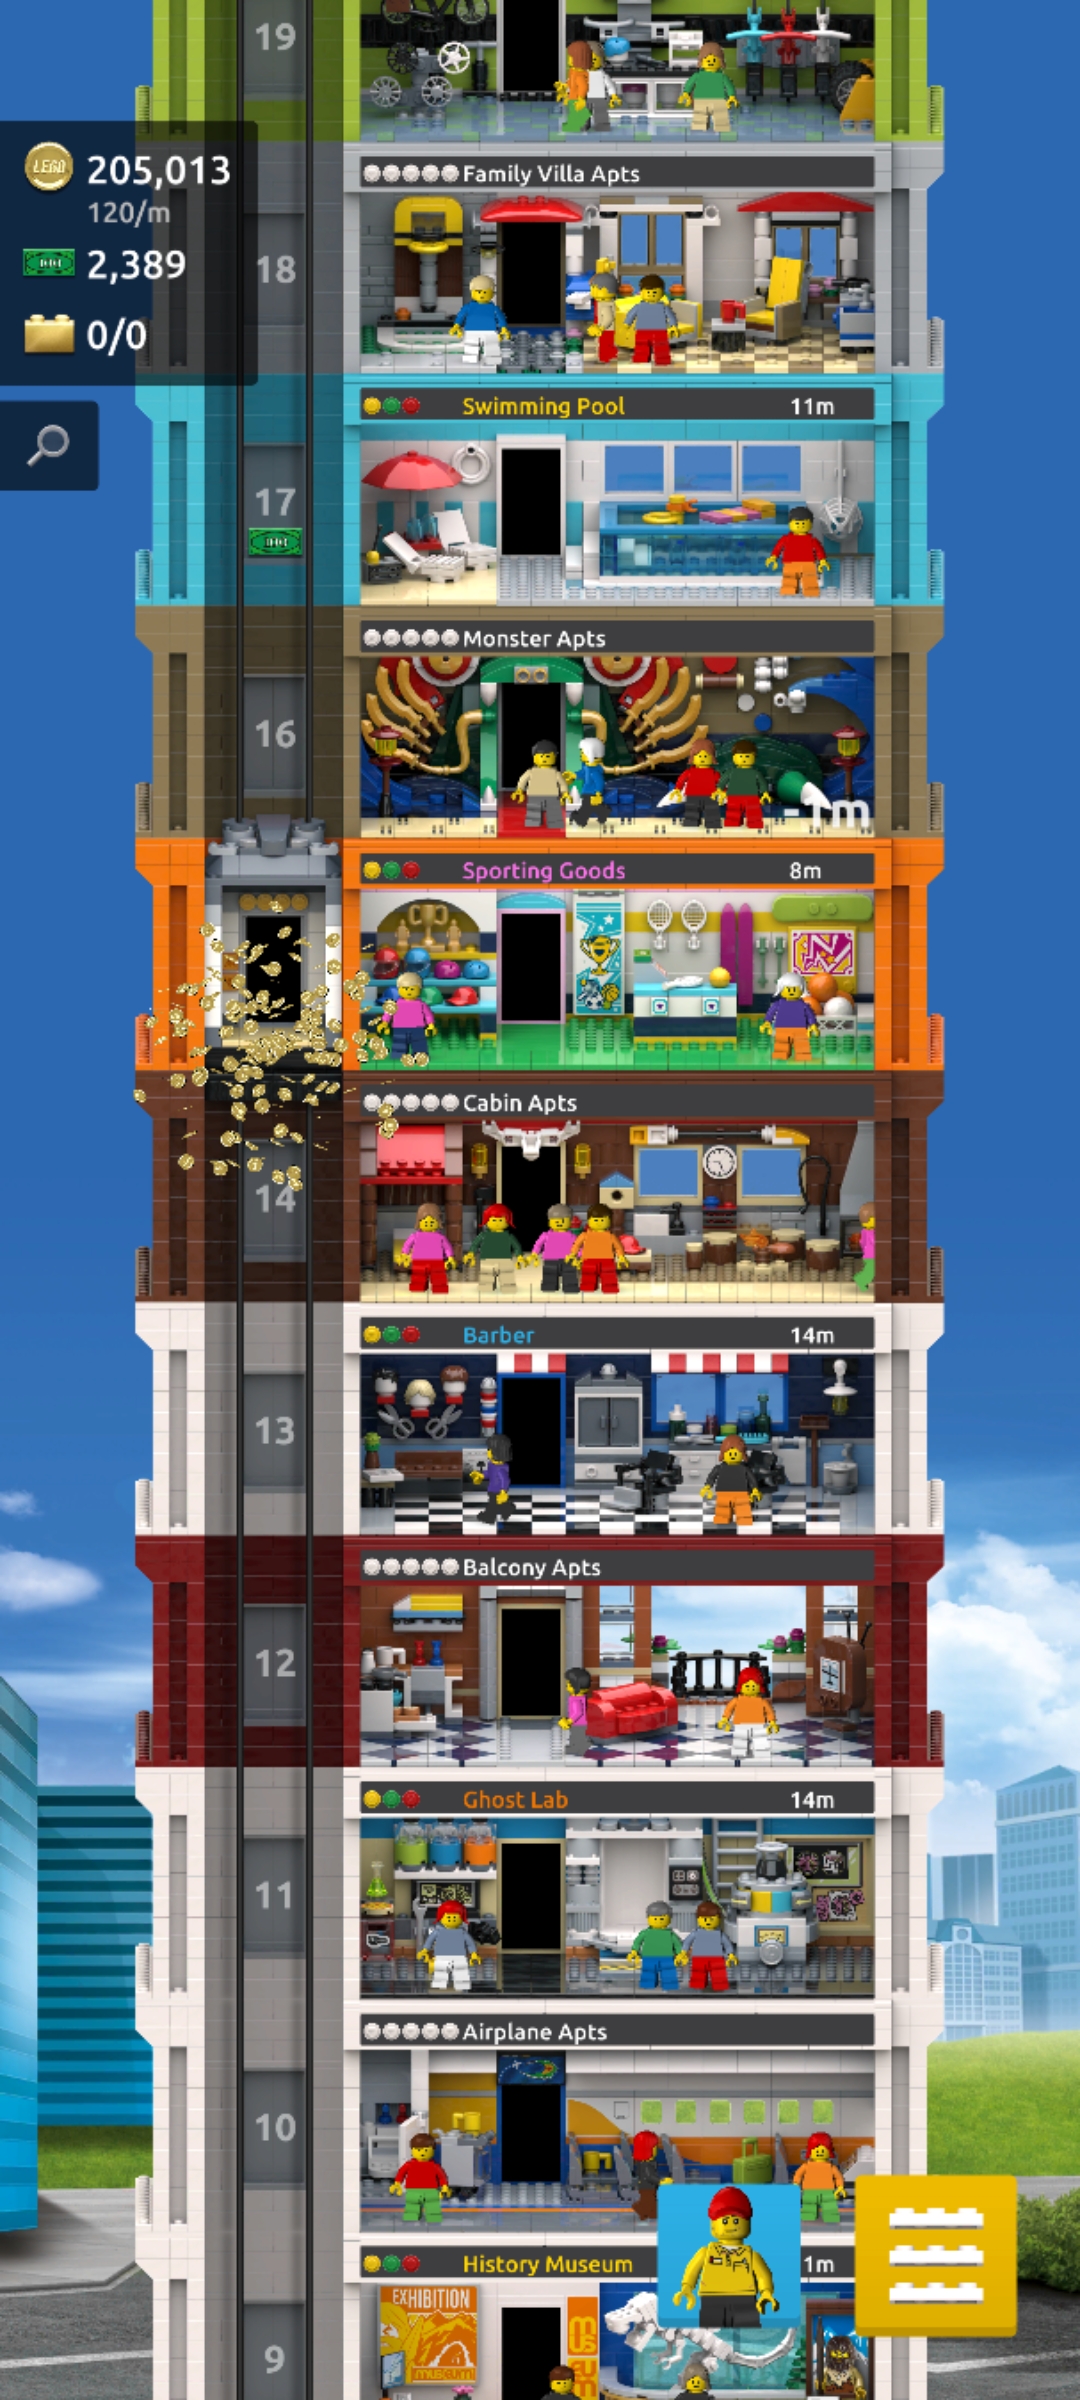 19
LEGO 205,013
120/m
2,389
0/0
Family Villa Apts
18
Swimming Pool 11m
17
Monster Apts
16
1m
Sporting Goods 8m
Cabin Apts
14
Barber 14m
13
Balcony Apts
12
Ghost Lab 14m
11
Airplane Apts
10
History Museum 1m
EXHIBITION
museum
9